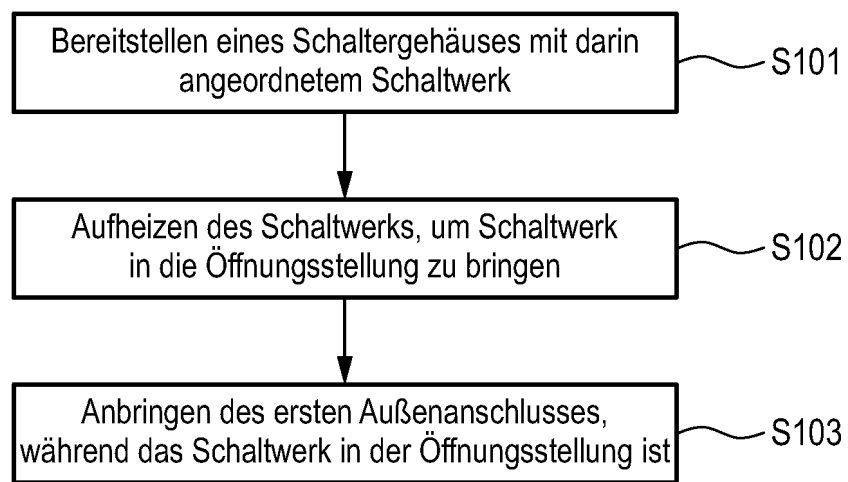 Bereitstellen eines Schaltergehäuses mit darin
angeordnetem Schaltwerk
S101
Aufheizen des Schaltwerks, um Schaltwerk
in die Öffnungsstellung zu bringen
S102
Anbringen des ersten Außenanschlusses,
während das Schaltwerk in der Öffnungsstellung ist
S103